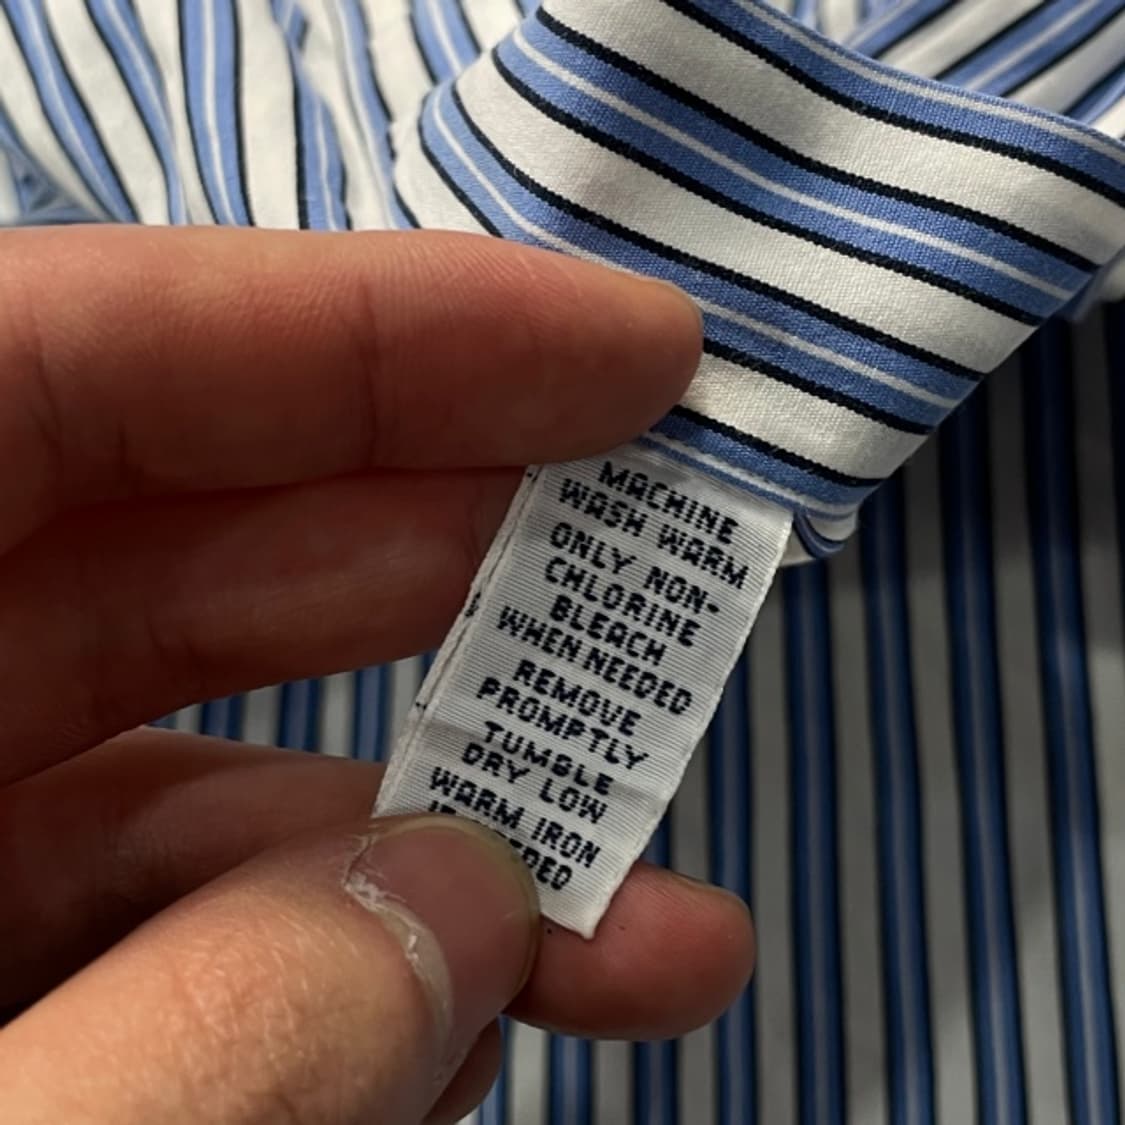 MACHINE
WASH WARM
ONLY NON-
CHLORINE
BLEACH
WHEN NEEDED
REMOVE
PROMPTLY
TUMBLE
DRY LOW
WARM IRON